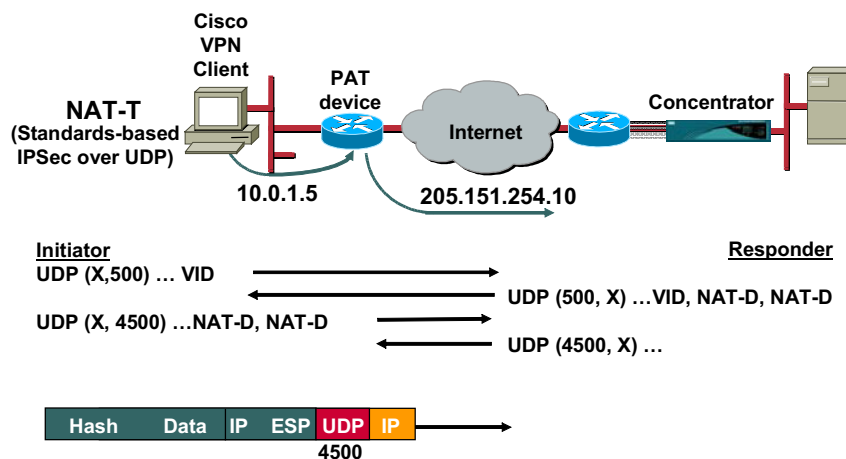 Cisco
VPN
Client
PAT
device
NAT-T
(Standards-based
IPSec over UDP)
Internet
Concentrator
10.0.1.5
205.151.254.10
Initiator
Responder
UDP (X,500) ... VID
UDP (500, X) ...VID, NAT-D, NAT-D
UDP (X, 4500) ...NAT-D, NAT-D
UDP (4500, X) ...
Hash Data IP ESP UDP IP
4500